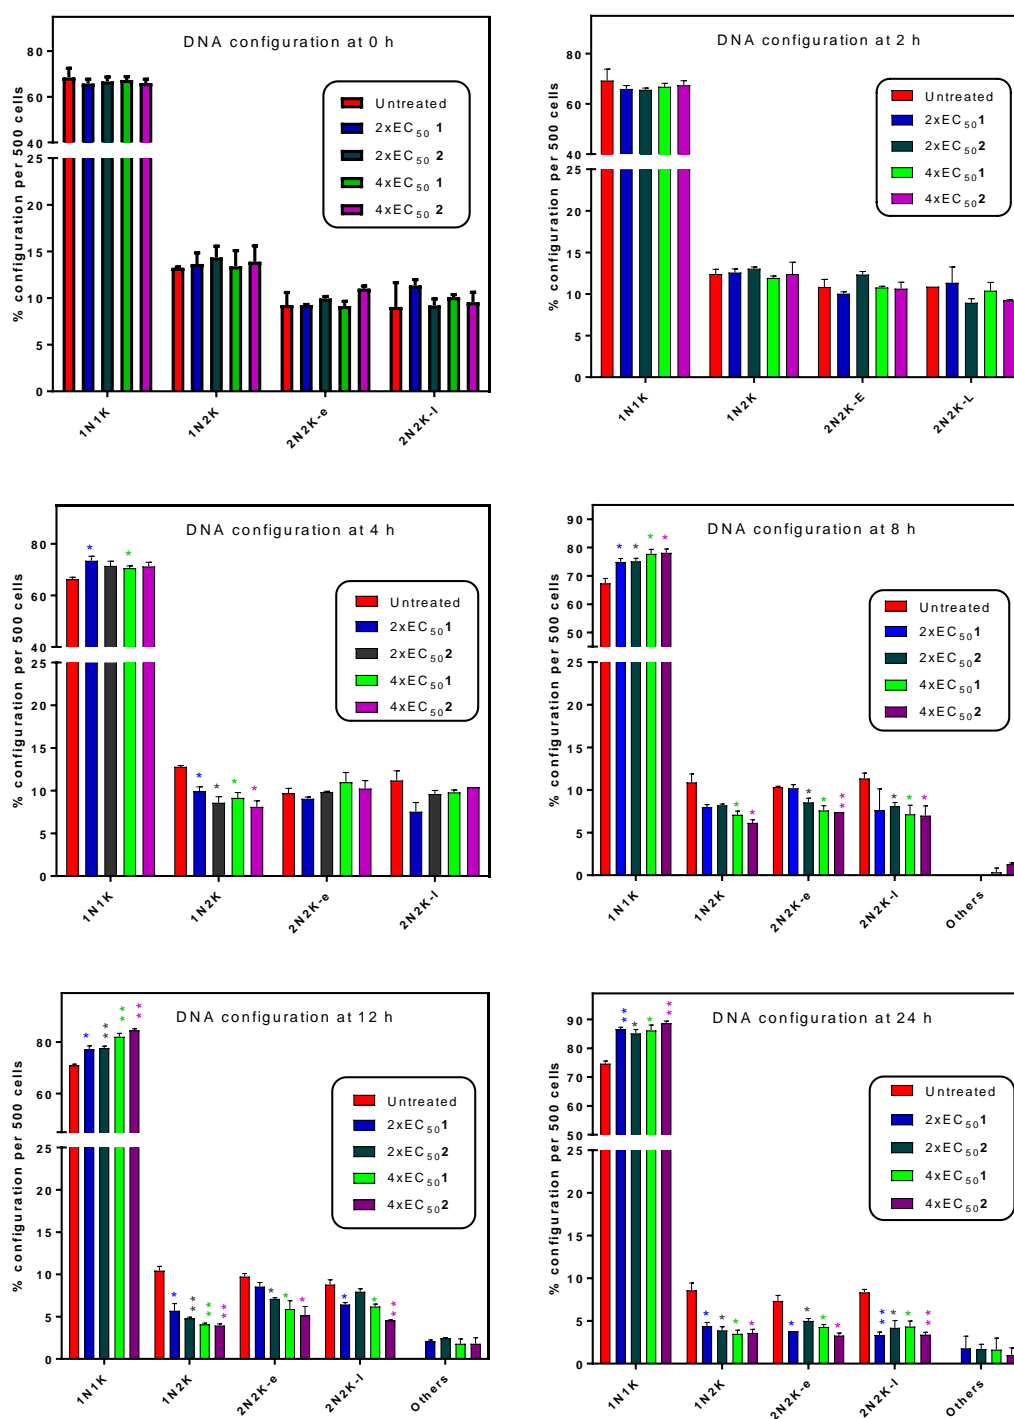 DNA configuration at 0 h
% configuration per 500 cells
80
60
40
25
20
15
10
5
0
Untreated
2xEC50 1
2xEC50 2
4xEC50 1
4xEC50 2
1N1K
1N2K
2N2K-e
2N2K-l
DNA configuration at 2 h
% configuration per 500 cells
80
60
40
25
20
15
10
5
0
Untreated
2xEC501
2xEC502
4xEC501
4xEC502
1N1K
1N2K
2N2K-E
2N2K-L
DNA configuration at 4 h
% configuration per 500 cells
80
60
40
25
20
15
10
5
0
* *
* * * *
Untreated
2xEC501
2xEC502
4xEC501
4xEC502
1N1K
1N2K
2N2K-e
2N2K-l
DNA configuration at 8 h
% configuration per 500 cells
90
80
70
60
50
25
20
15
10
5
0
* * * *
* *
* * **
* * *
Untreated
2xEC501
2xEC502
4xEC501
4xEC502
1N1K
1N2K
2N2K-e
2N2K-l
Others
DNA configuration at 12 h
% configuration per 500 cells
80
60
25
20
15
10
5
0
* ** ** **
* ** ** **
* * *
* * **
Untreated
2xEC501
2xEC502
4xEC501
4xEC502
1N1K
1N2K
2N2K-e
2N2K-l
Others
DNA configuration at 24 h
% configuration per 500 cells
90
80
70
60
50
25
20
15
10
5
0
** * * **
* * * *
* * * *
** * * **
Untreated
2xEC501
2xEC502
4xEC501
4xEC502
1N1K
1N2K
2N2K-e
2N2K-l
Others